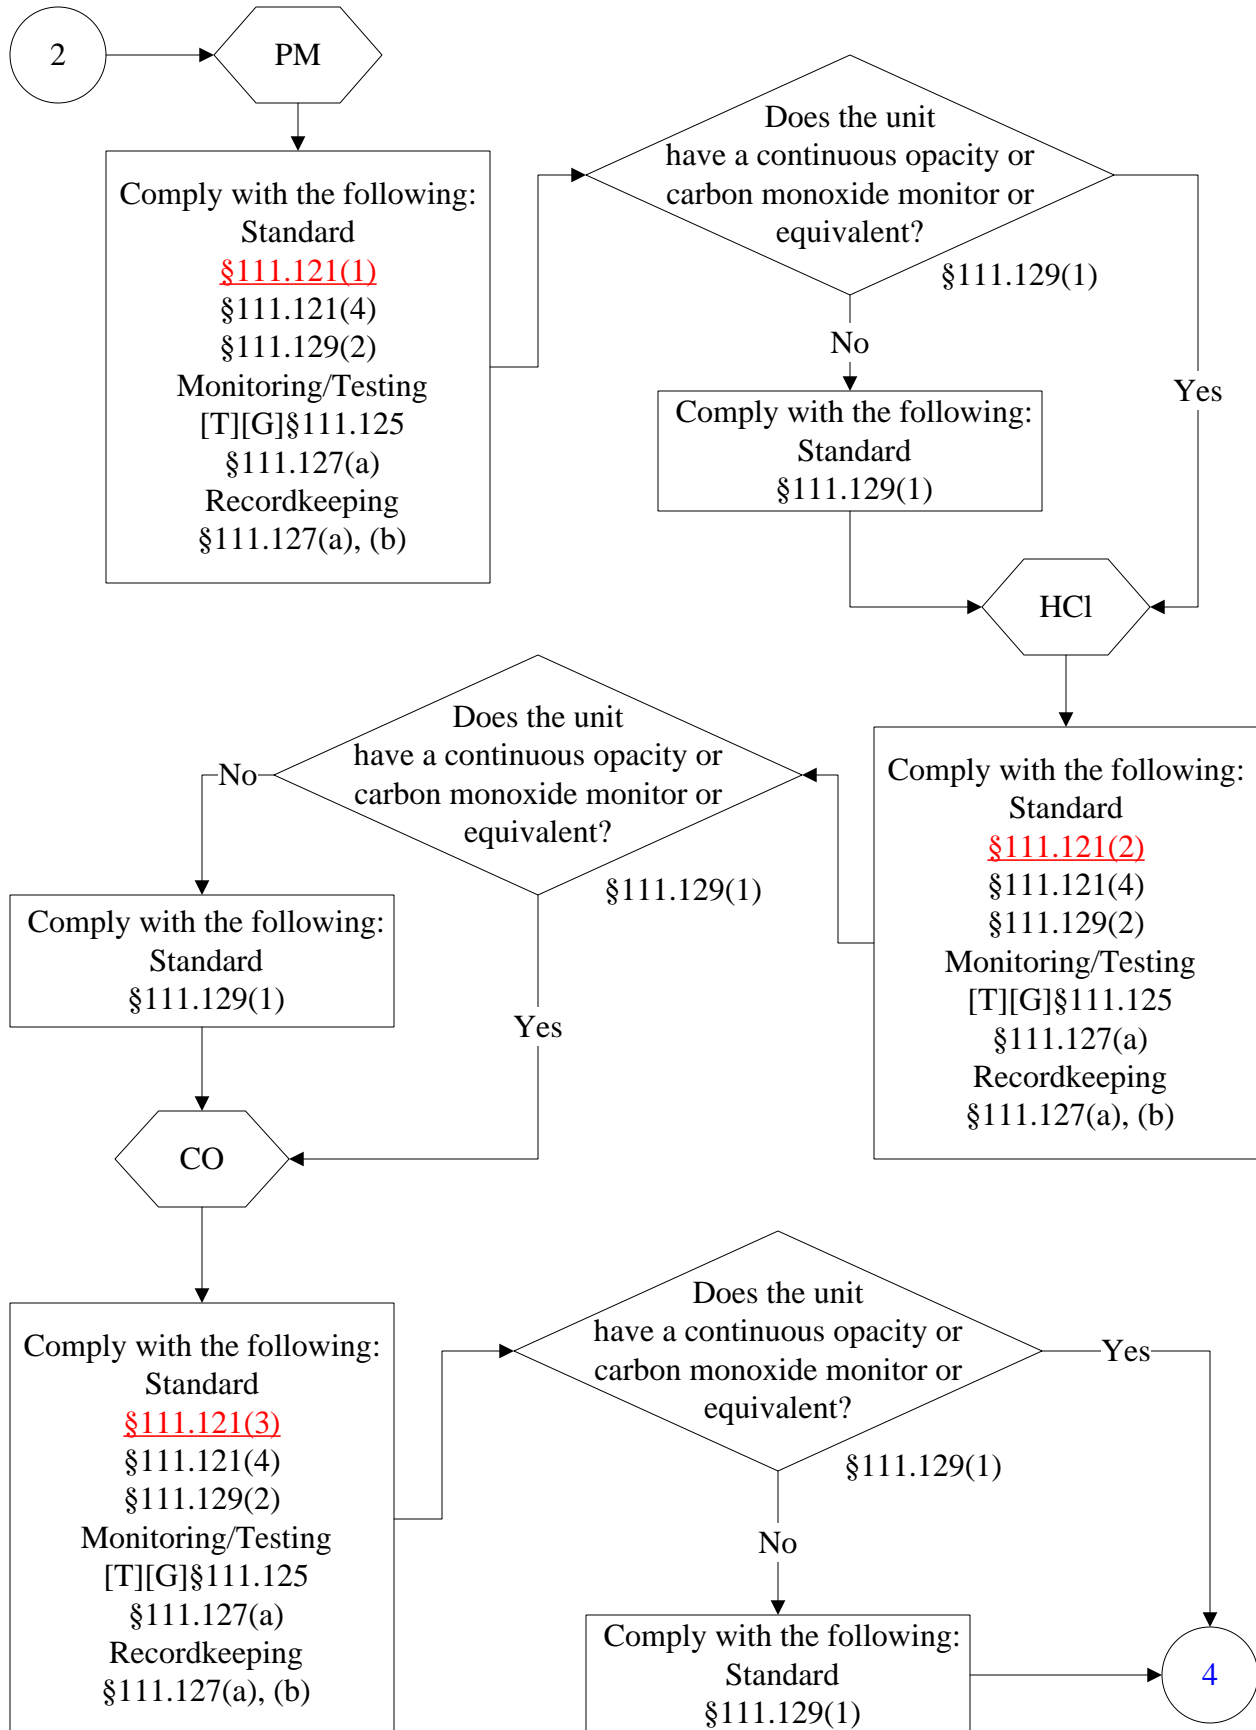 2
PM
Comply with the following:
Standard
§111.121(1)
§111.121(4)
§111.129(2)
Monitoring/Testing
[T][G]§111.125
§111.127(a)
Recordkeeping
§111.127(a), (b)
Does the unit
have a continuous opacity or
carbon monoxide monitor or
equivalent?
§111.129(1)
No
Yes
Comply with the following:
Standard
§111.129(1)
HCl
Comply with the following:
Standard
§111.121(2)
§111.121(4)
§111.129(2)
Monitoring/Testing
[T][G]§111.125
§111.127(a)
Recordkeeping
§111.127(a), (b)
Does the unit
have a continuous opacity or
carbon monoxide monitor or
equivalent?
§111.129(1)
No
Yes
Comply with the following:
Standard
§111.129(1)
CO
Comply with the following:
Standard
§111.121(3)
§111.121(4)
§111.129(2)
Monitoring/Testing
[T][G]§111.125
§111.127(a)
Recordkeeping
§111.127(a), (b)
Does the unit
have a continuous opacity or
carbon monoxide monitor or
equivalent?
§111.129(1)
Yes
No
Comply with the following:
Standard
§111.129(1)
4